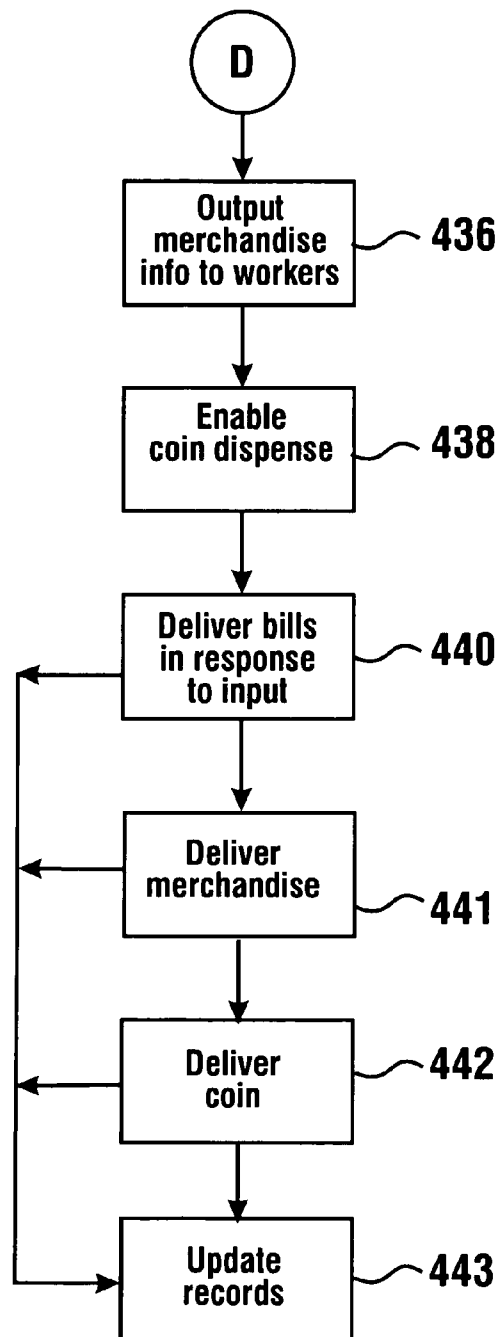 D
Output
merchandise
info to workers
436
Enable
coin dispense
438
Deliver bills
in response
to input
440
Deliver
merchandise
441
Deliver
coin
442
Update
records
443